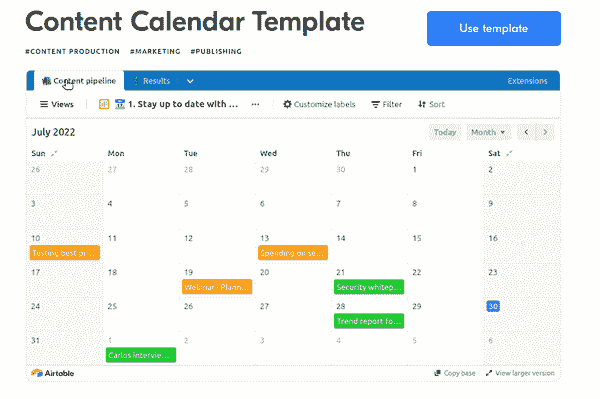 Content Calendar Template
Use template
#CONTENT PRODUCTION #MARKETING #PUBLISHING
Content pipeline Results Extensions
Views 1. Stay up to date with ... ... Customize labels Filter Sort
July 2022 Today Month
Sun Mon Tue Wed Thu Fri Sat
26 27 28 29 30 1 2
3 4 5 6 7 8 9
10 11 12 13 14 15 16
Testing best pr... Spending on se...
17 18 19 20 21 22 23
Webinar: Plann... Security whitep...
24 25 26 27 28 29 30
Trend report fo...
31 1 2 3 4 5 6
Carlos intervie...
Airtable Copy base View larger version